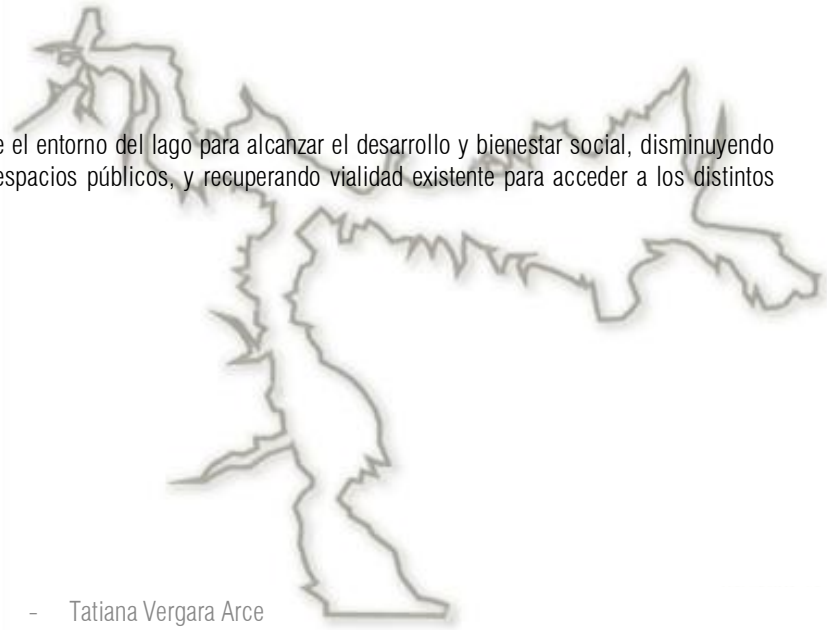 e el entorno del lago para alcanzar el desarrollo y bienestar social, disminuyendo
espacios públicos, y recuperando vialidad existente para acceder a los distintos
- Tatiana Vergara Arce